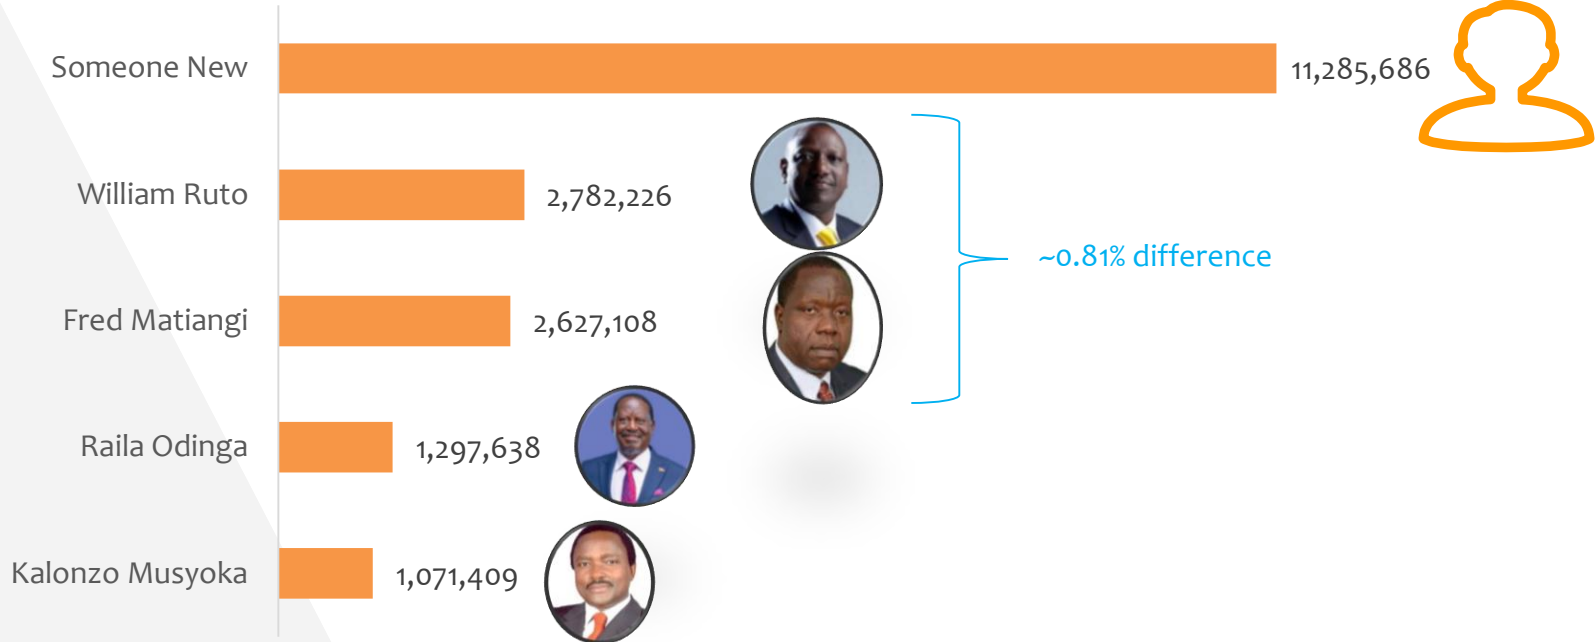 Someone New 11,285,686
William Ruto 2,782,226
~0.81% difference
Fred Matiangi 2,627,108
Raila Odinga 1,297,638
Kalonzo Musyoka 1,071,409